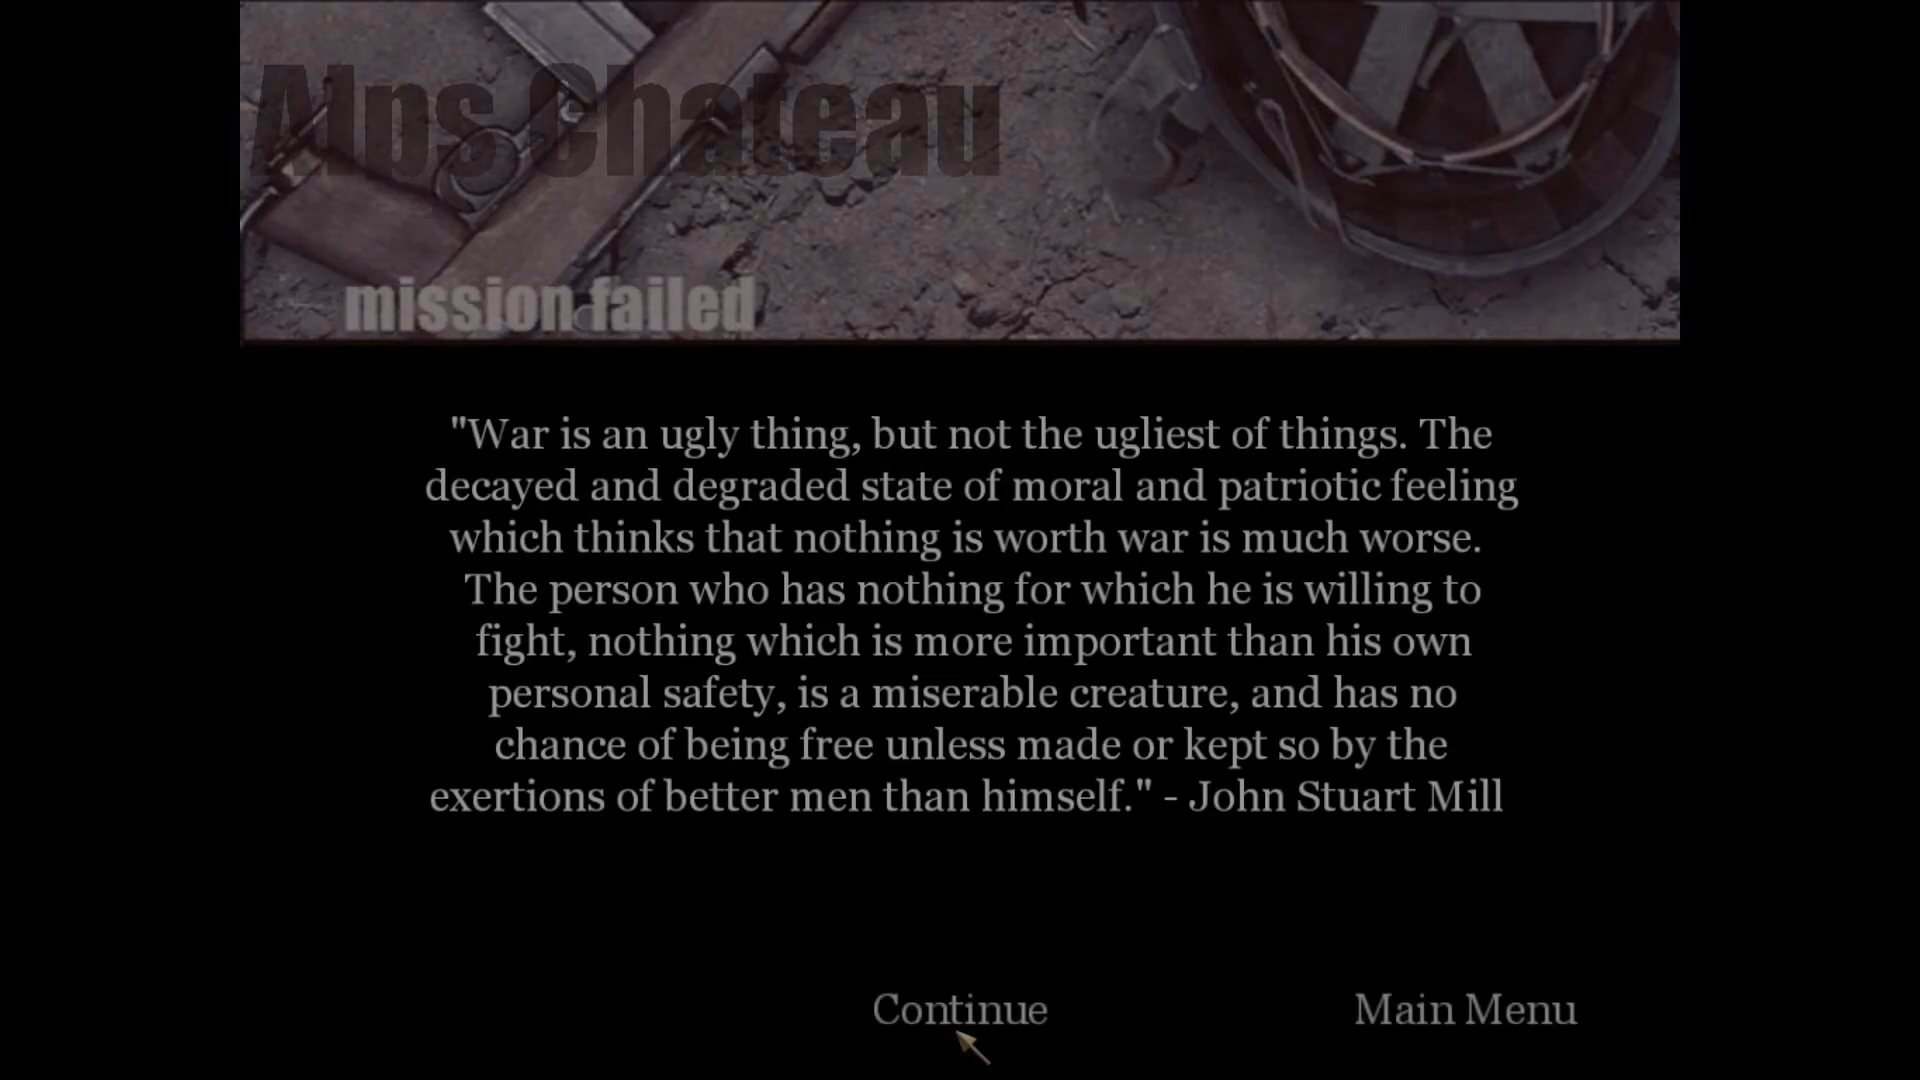 Alps Chateau
mission failed
"War is an ugly thing, but not the ugliest of things. The
decayed and degraded state of moral and patriotic feeling
which thinks that nothing is worth war is much worse.
The person who has nothing for which he is willing to
fight, nothing which is more important than his own
personal safety, is a miserable creature, and has no
chance of being free unless made or kept so by the
exertions of better men than himself." - John Stuart Mill
Continue
Main Menu